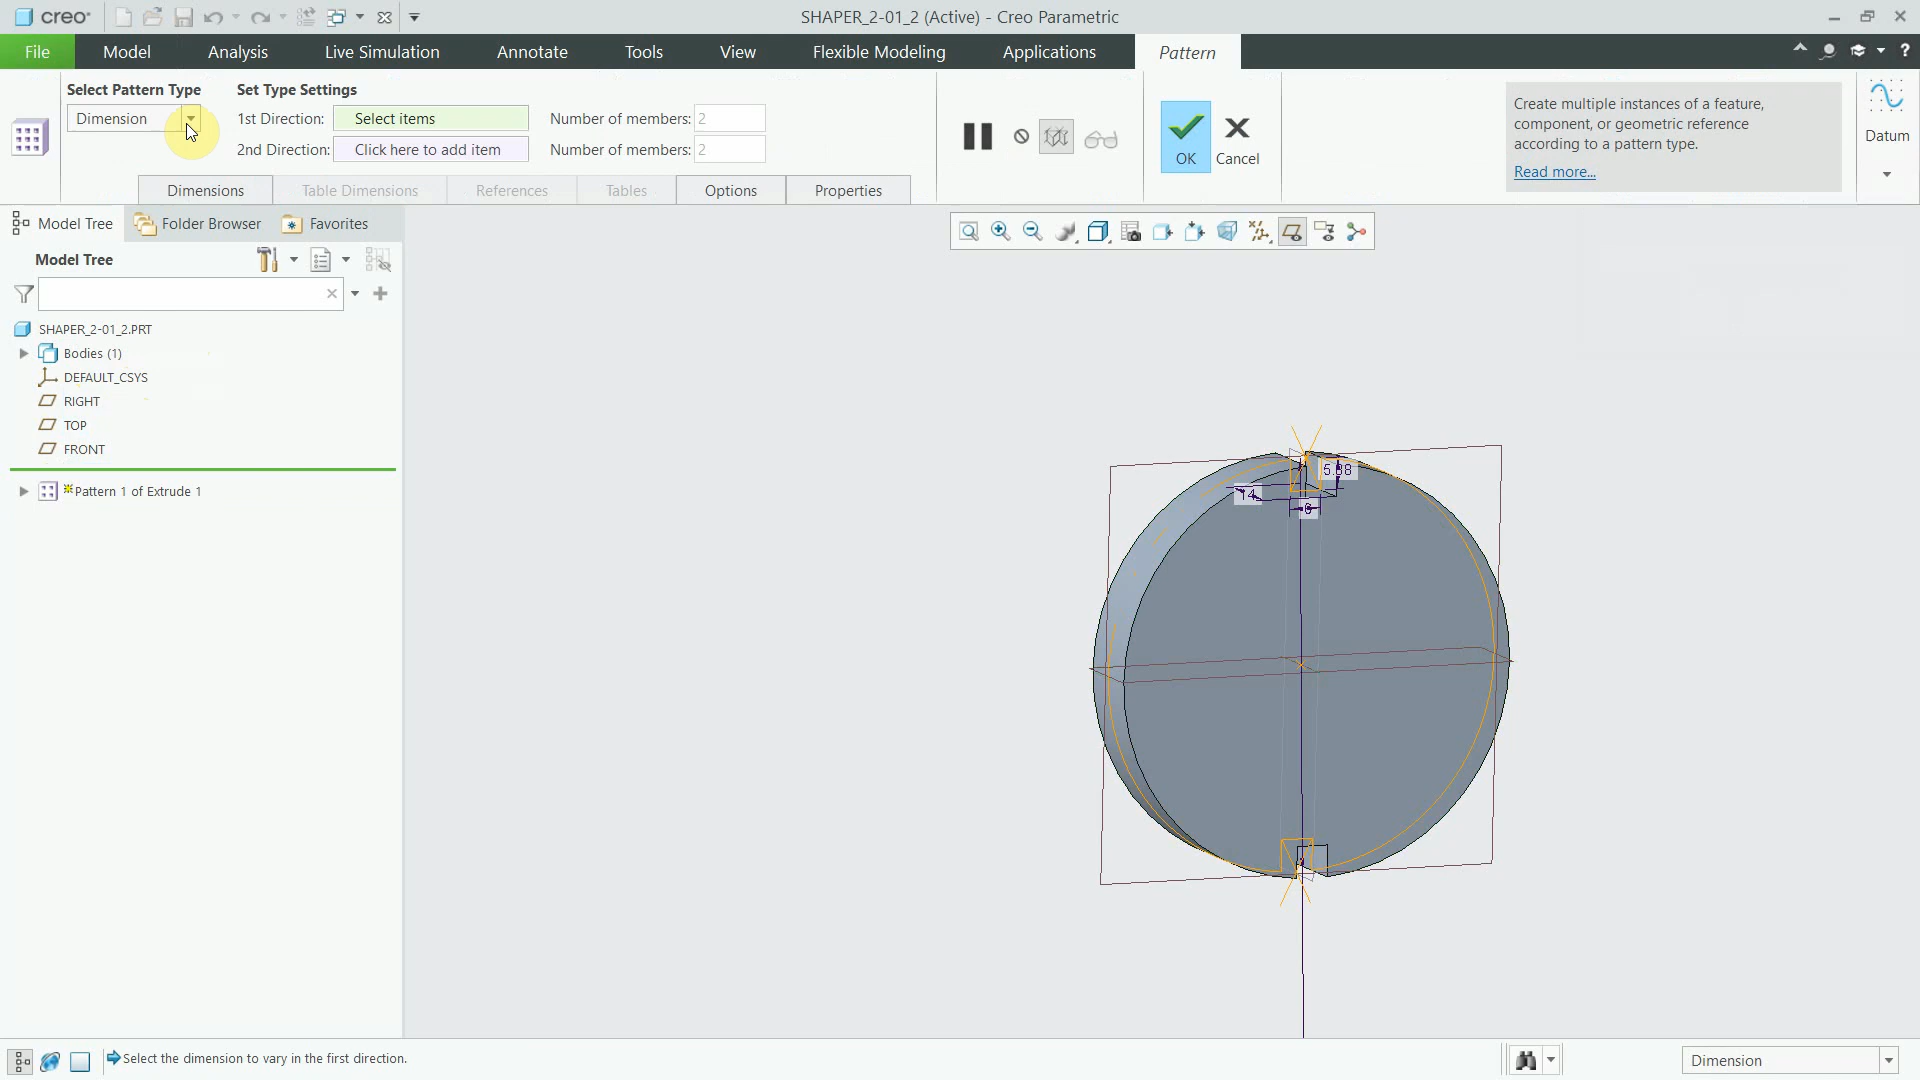 creo
SHAPER_2-01_2 (Active) - Creo Parametric
File
Model
Analysis
Live Simulation
Annotate
Tools
View
Flexible Modeling
Applications
Pattern
Select Pattern Type
Set Type Settings
Dimension
1st Direction:
Select items
Number of members:
2
2nd Direction:
Click here to add item
Number of members:
2
OK
Cancel
Create multiple instances of a feature,
component, or geometric reference
according to a pattern type.
Read more...
Datum
Dimensions
Table Dimensions
References
Tables
Options
Properties
Model Tree
Folder Browser
Favorites
Model Tree
SHAPER_2-01_2.PRT
Bodies (1)
DEFAULT_CSYS
RIGHT
TOP
FRONT
Pattern 1 of Extrude 1
5.88
14
6
Select the dimension to vary in the first direction.
Dimension